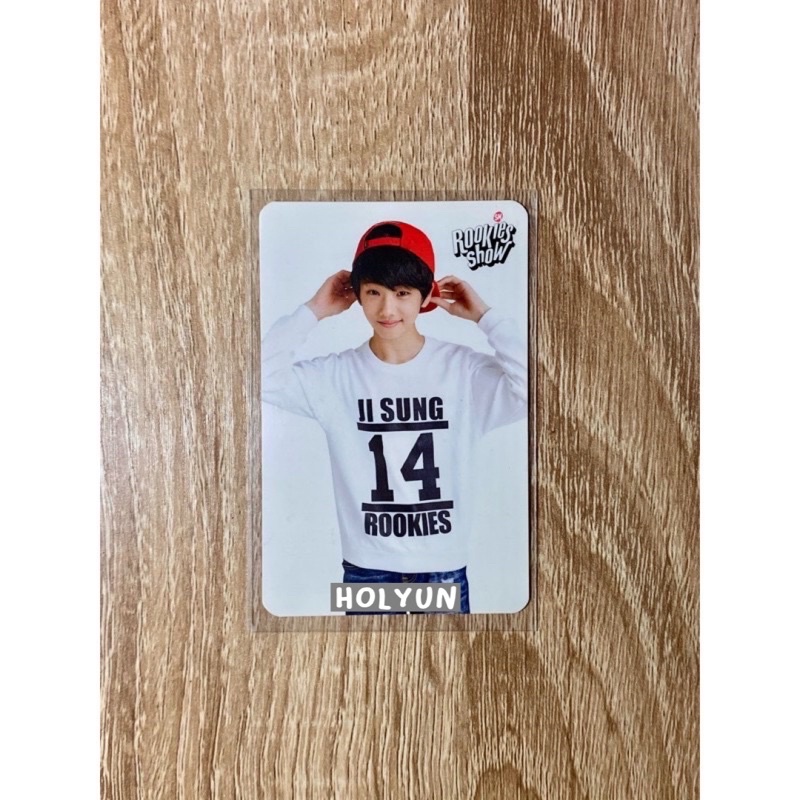 SM
ROOKIES
SHOW
JI SUNG
14
ROOKIES
HOLYUN